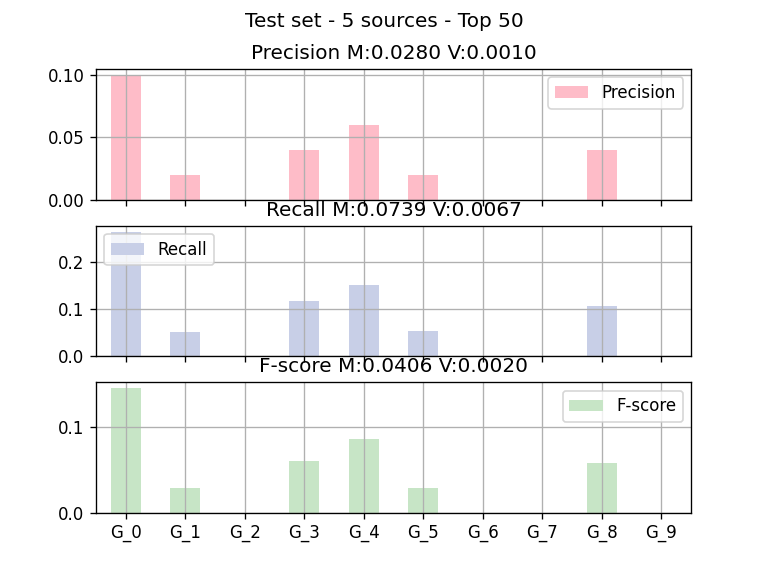 Test set - 5 sources - Top 50
Precision M:0.0280 V:0.0010
0.10
0.05
0.00
Precision
Recall M:0.0739 V:0.0067
0.2
0.1
0.0
Recall
F-score M:0.0406 V:0.0020
0.1
0.0
F-score
G_0 G_1 G_2 G_3 G_4 G_5 G_6 G_7 G_8 G_9